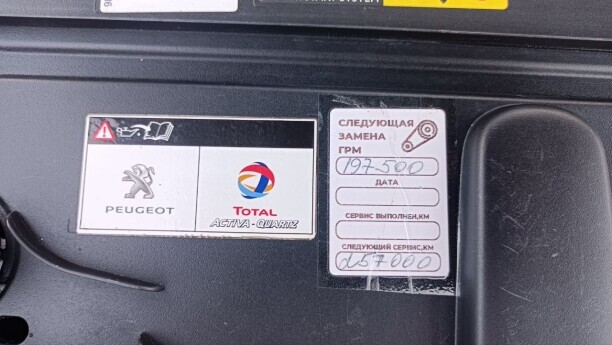 PEUGEOT
TOTAL
ACTIVA - QUARTZ
СЛЕДУЮЩАЯ
ЗАМЕНА
ГРМ
197-500
ДАТА
СЕРВИС ВЫПОЛНЕН,КМ
СЛЕДУЮЩИЙ СЕРВИС,КМ
257000